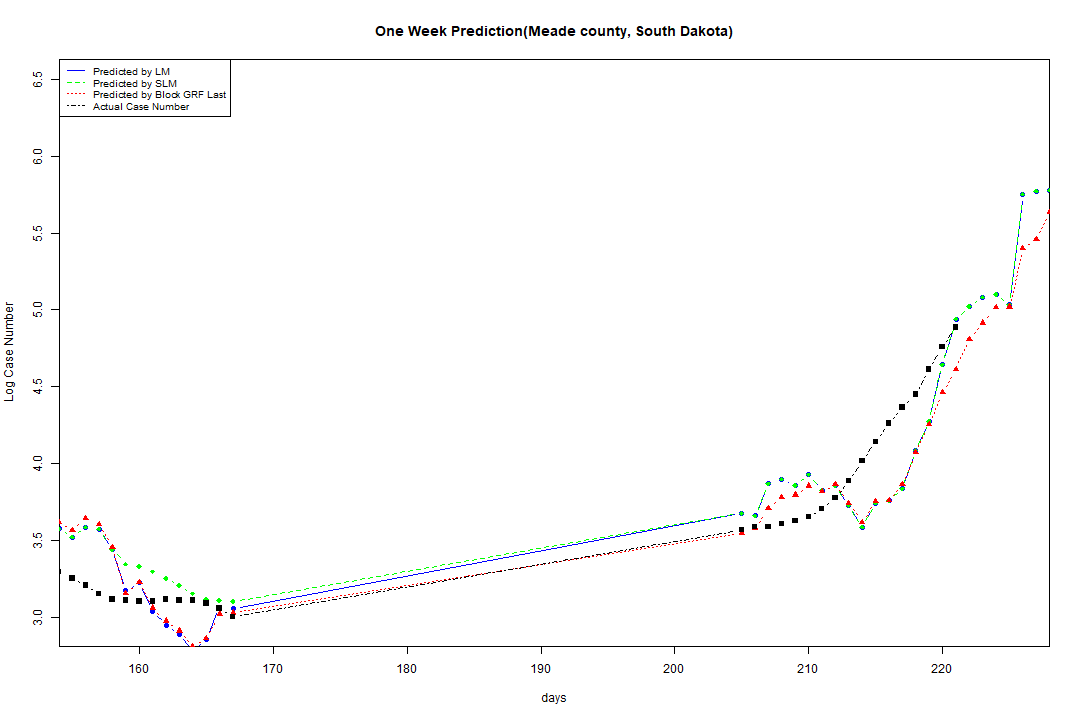 One Week Prediction(Meade county, South Dakota)
Predicted by LM
Predicted by SLM
Predicted by Block GRF Last
Actual Case Number
6.5
6.0
5.5
5.0
4.5
4.0
3.5
3.0
Log Case Number
160 170 180 190 200 210 220
days